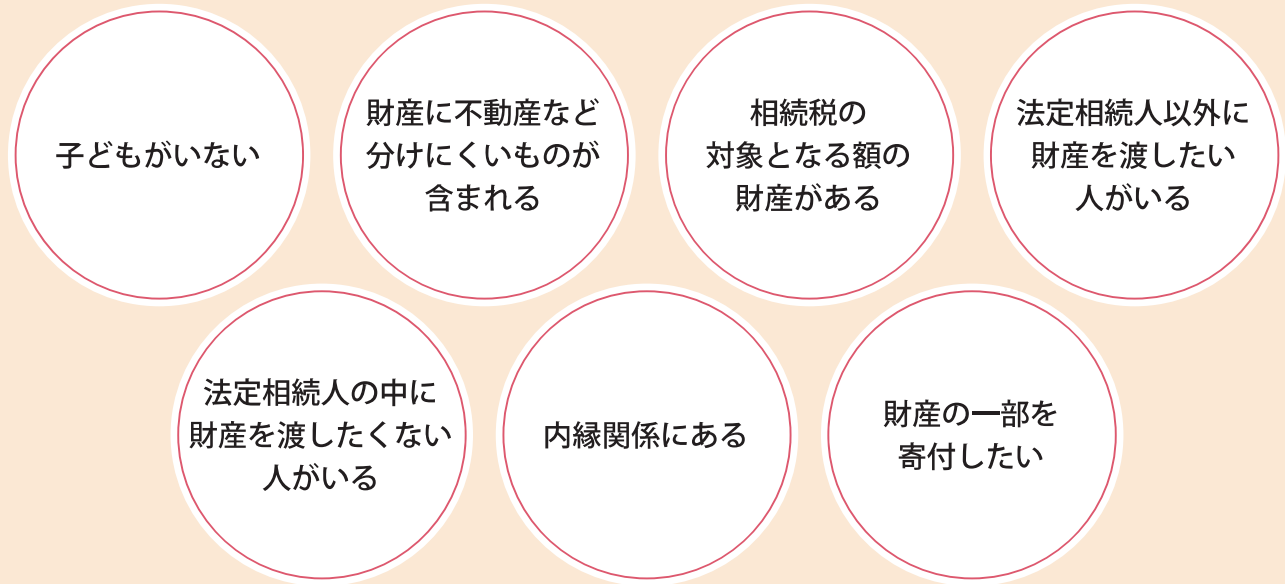 子どもがいない
財産に不動産など
分けにくいものが
含まれる
相続税の
対象となる額の
財産がある
法定相続人以外に
財産を渡したい
人がいる
法定相続人の中に
財産を渡したくない
人がいる
内縁関係にある
財産の一部を
寄付したい